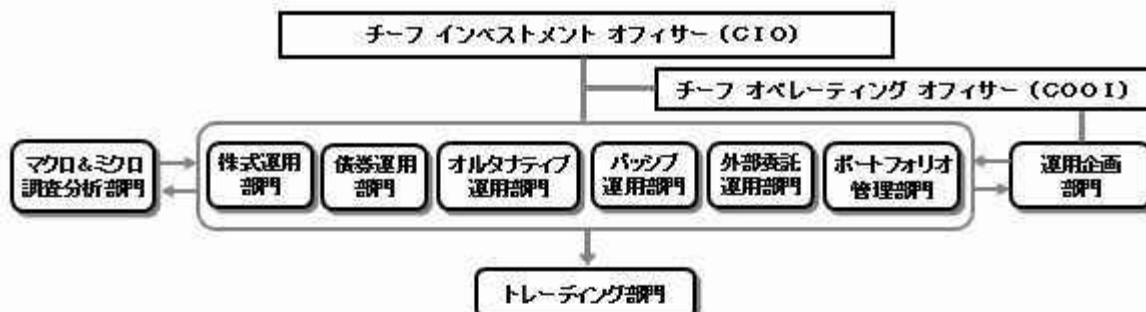 チーフ インベストメント オフィサー (CIO)
チーフ オペレーティング オフィサー (COOI)
マクロ&ミクロ
調査分析部門
株式運用
部門
債券運用
部門
オルタナティブ
運用部門
パッシブ
運用部門
外部委託
運用部門
ポートフォリオ
管理部門
運用企画
部門
トレーディング部門